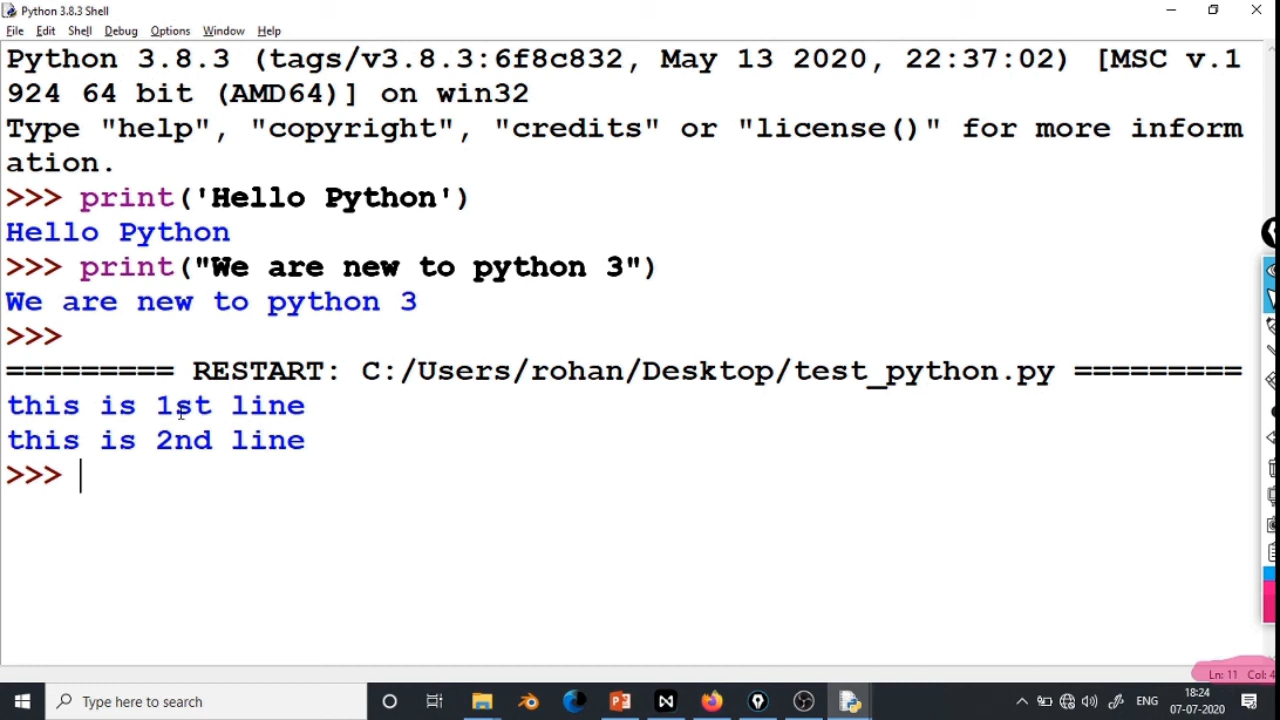 Python 3.8.3 Shell
File Edit Shell Debug Options Window Help
Python 3.8.3 (tags/v3.8.3:6f8c832, May 13 2020, 22:37:02) [MSC v.1
924 64 bit (AMD64)] on win32
Type "help", "copyright", "credits" or "license()" for more inform
ation.
>>> print('Hello Python')
Hello Python
>>> print("We are new to python 3")
We are new to python 3
>>>
========= RESTART: C:/Users/rohan/Desktop/test_python.py =========
this is 1st line
this is 2nd line
>>>
Ln: 11 Col: 4
Type here to search
ENG
18:24
07-07-2020